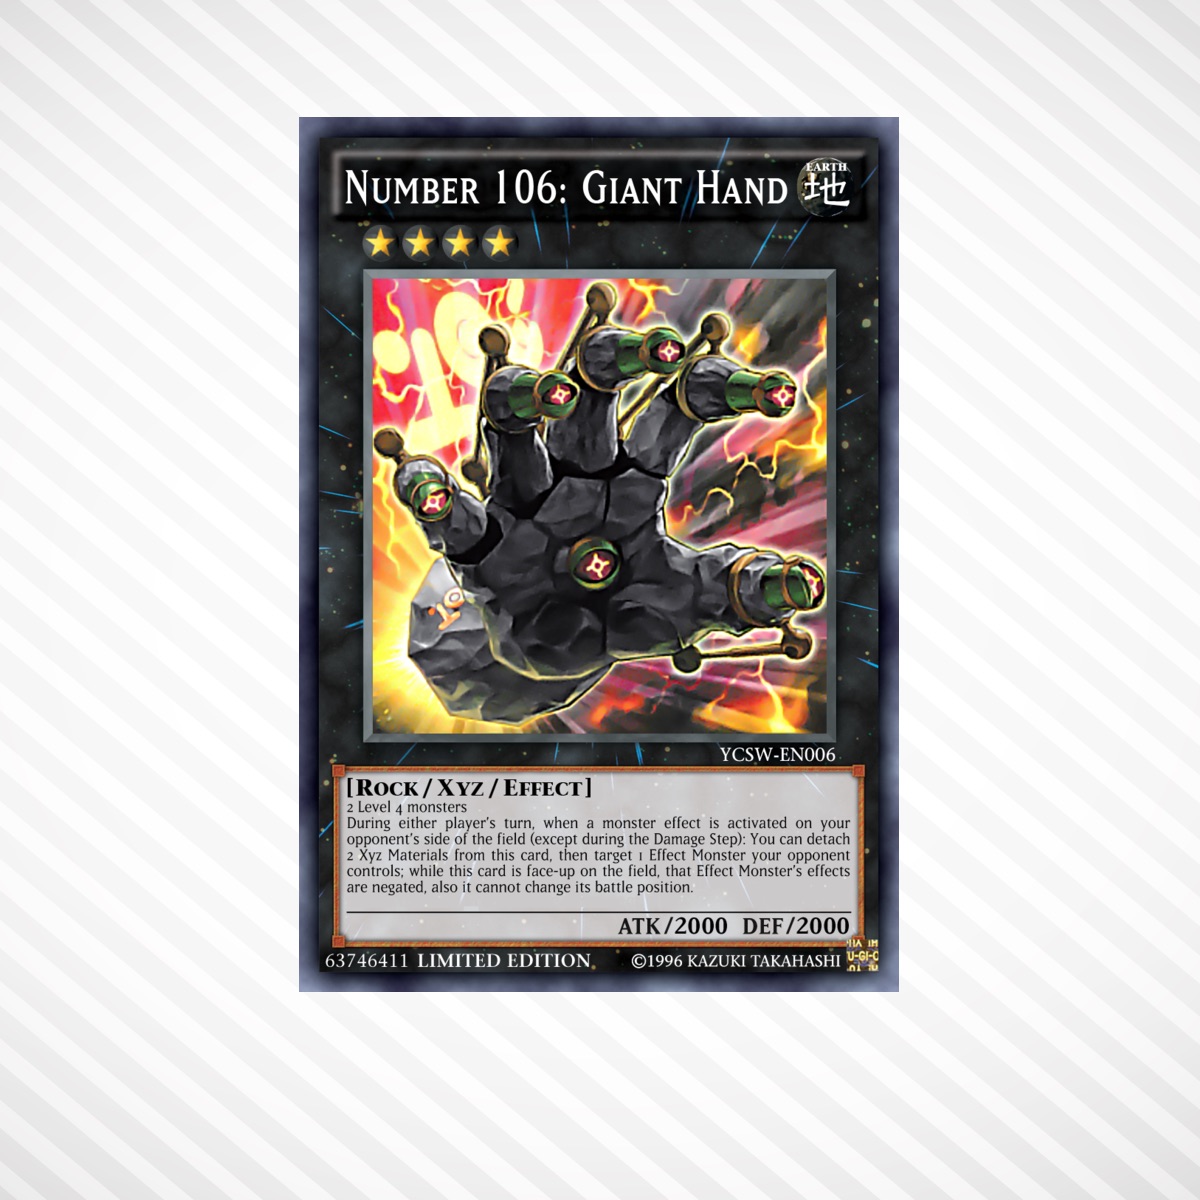 NUMBER 106: GIANT HAND
EARTH
地
YCSW-EN006
[ROCK / XYZ / EFFECT]
2 Level 4 monsters
During either player's turn, when a monster effect is activated on your
opponent's side of the field (except during the Damage Step): You can detach
2 Xyz Materials from this card, then target 1 Effect Monster your opponent
controls; while this card is face-up on the field, that Effect Monster's effects
are negated, also it cannot change its battle position.
ATK/2000 DEF/2000
63746411 LIMITED EDITION ©1996 KAZUKI TAKAHASHI